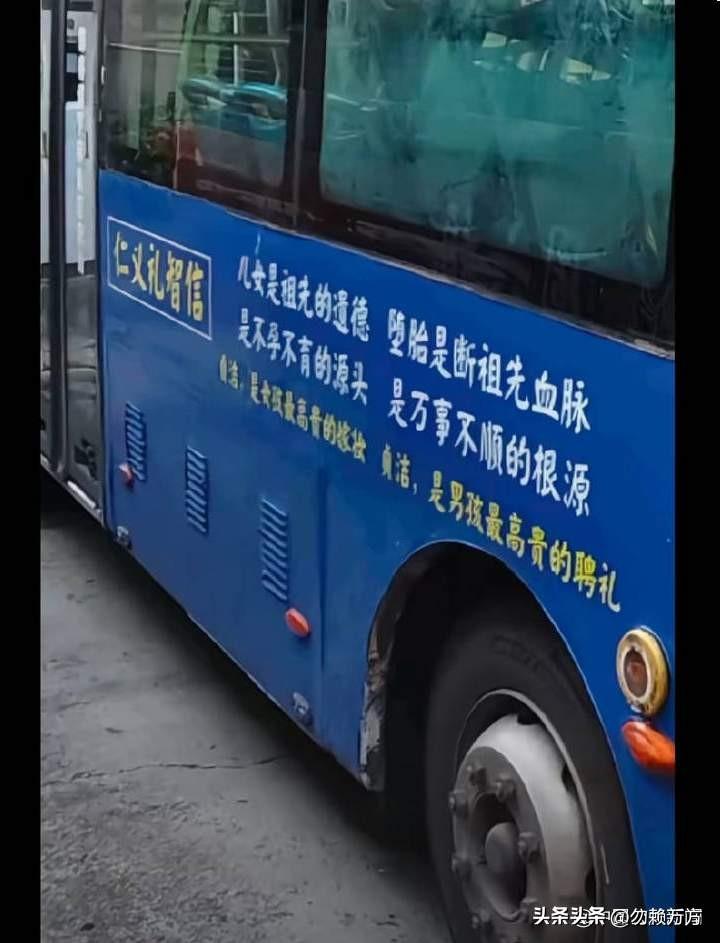 仁义礼智信
儿女是祖先的道德
是不孕不育的源头
贞洁,是女孩最高贵的嫁妆
堕胎是断祖先血脉
是万事不顺的根源
贞洁,是男孩最高贵的聘礼
头条头条@勿赖新闻